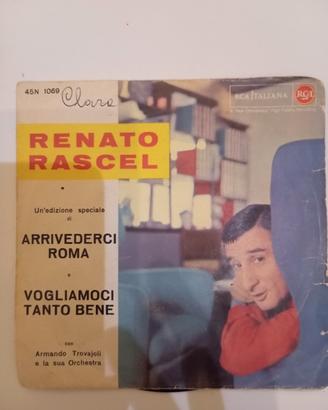 45N 1069
Clara
RCA ITALIANA
RCA
RENATO
RASCEL
Un'edizione speciale
di
ARRIVEDERCI
ROMA
e
VOGLIAMOCI
TANTO BENE
con
Armando Trovajoli
e la sua Orchestra